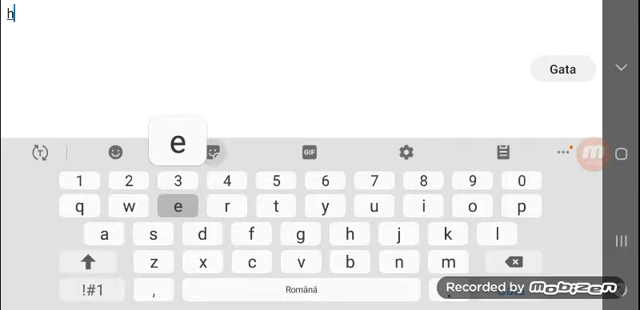 h
Gata
e
T
GIF
M
1 2 3 4 5 6 7 8 9 0
q w e r t y u i o p
a s d f g h j k l
z x c v b n m
!#1 , Română .
Recorded by MOBIZEN